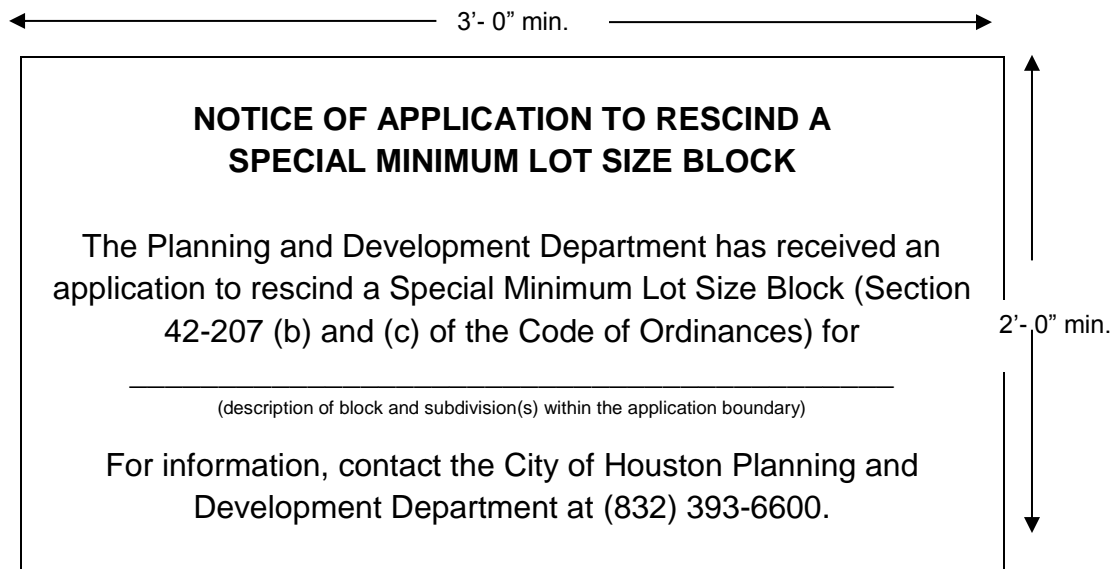 3’- 0” min.
NOTICE OF APPLICATION TO RESCIND A
SPECIAL MINIMUM LOT SIZE BLOCK
The Planning and Development Department has received an
application to rescind a Special Minimum Lot Size Block (Section
42-207 (b) and (c) of the Code of Ordinances) for
2’- 0” min.
(description of block and subdivision(s) within the application boundary)
For information, contact the City of Houston Planning and
Development Department at (832) 393-6600.